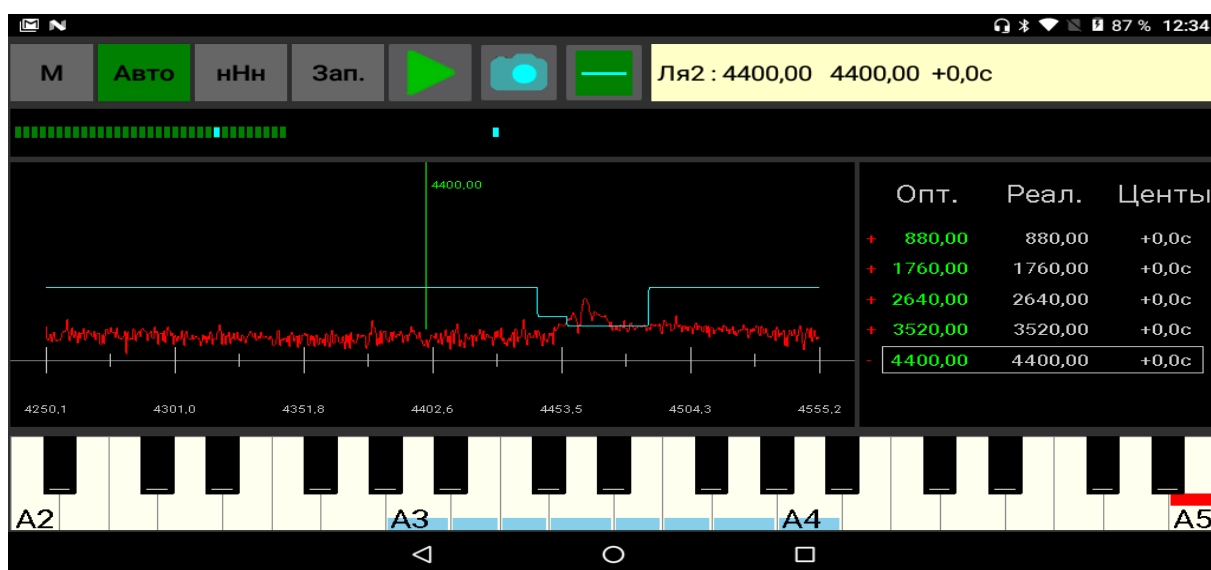 87 % 12:34
М Авто нНн Зап. Ля2 : 4400,00 4400,00 +0,0с
4400,00
Опт. Реал. Центы
+ 880,00 880,00 +0,0с
+ 1760,00 1760,00 +0,0с
+ 2640,00 2640,00 +0,0с
+ 3520,00 3520,00 +0,0с
- 4400,00 4400,00 +0,0с
4250,1 4301,0 4351,8 4402,6 4453,5 4504,3 4555,2
A2 A3 A4 A5